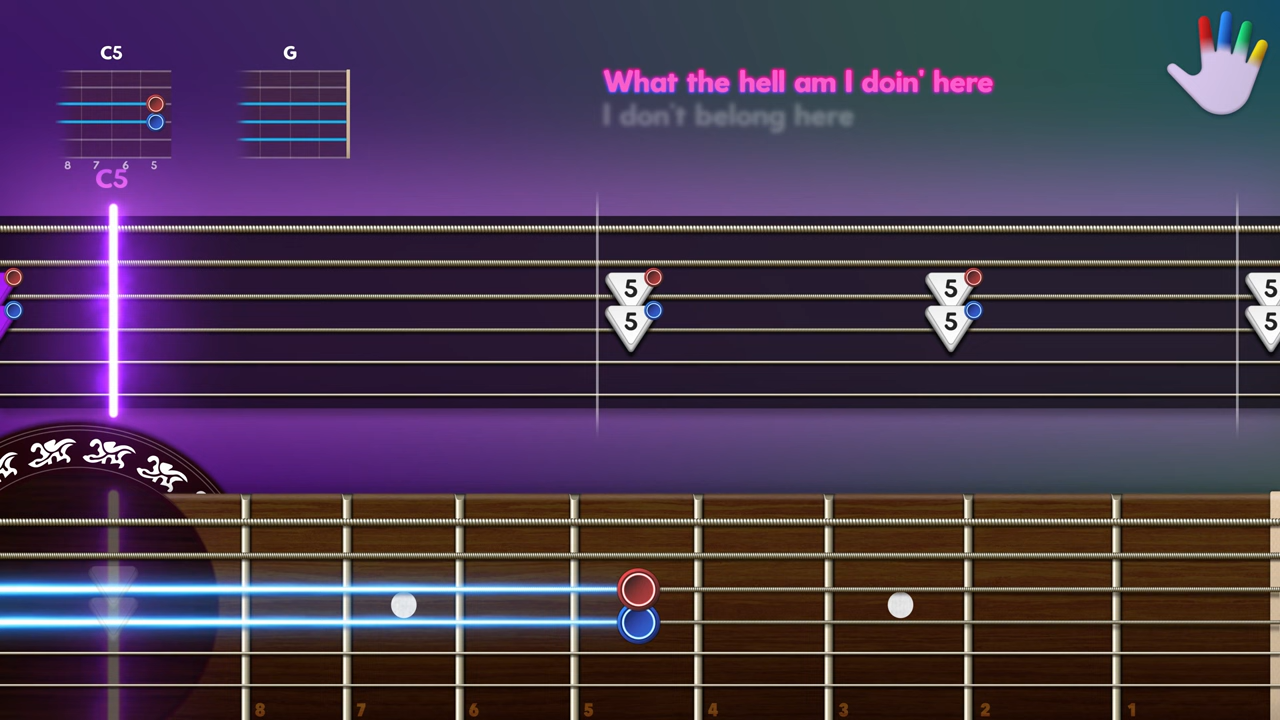 C5
G
8 7 6 5
C5
What the hell am I doin' here
I don't belong here
5 5 5
5 5 5
8 7 6 5 4 3 2 1